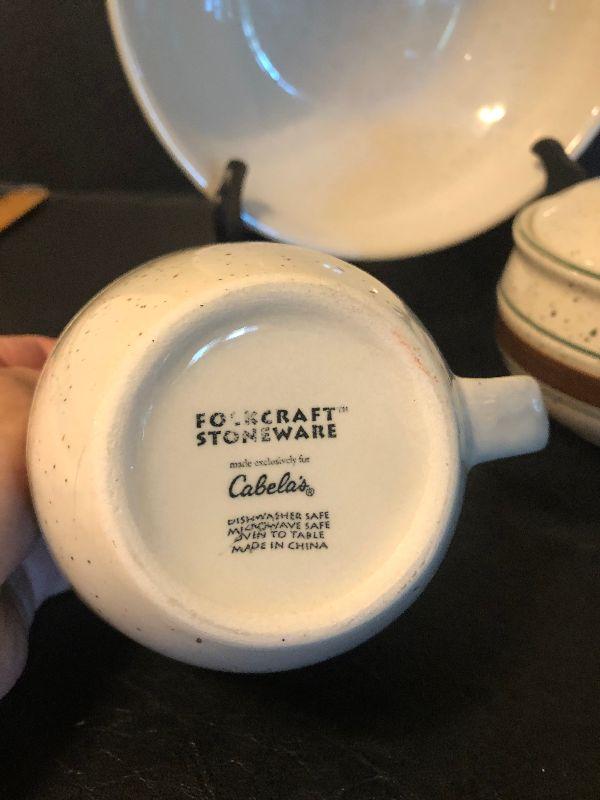 FOLKCRAFT™
STONEWARE
made exclusively for
Cabela's®
DISHWASHER SAFE
MICROWAVE SAFE
OVEN TO TABLE
MADE IN CHINA